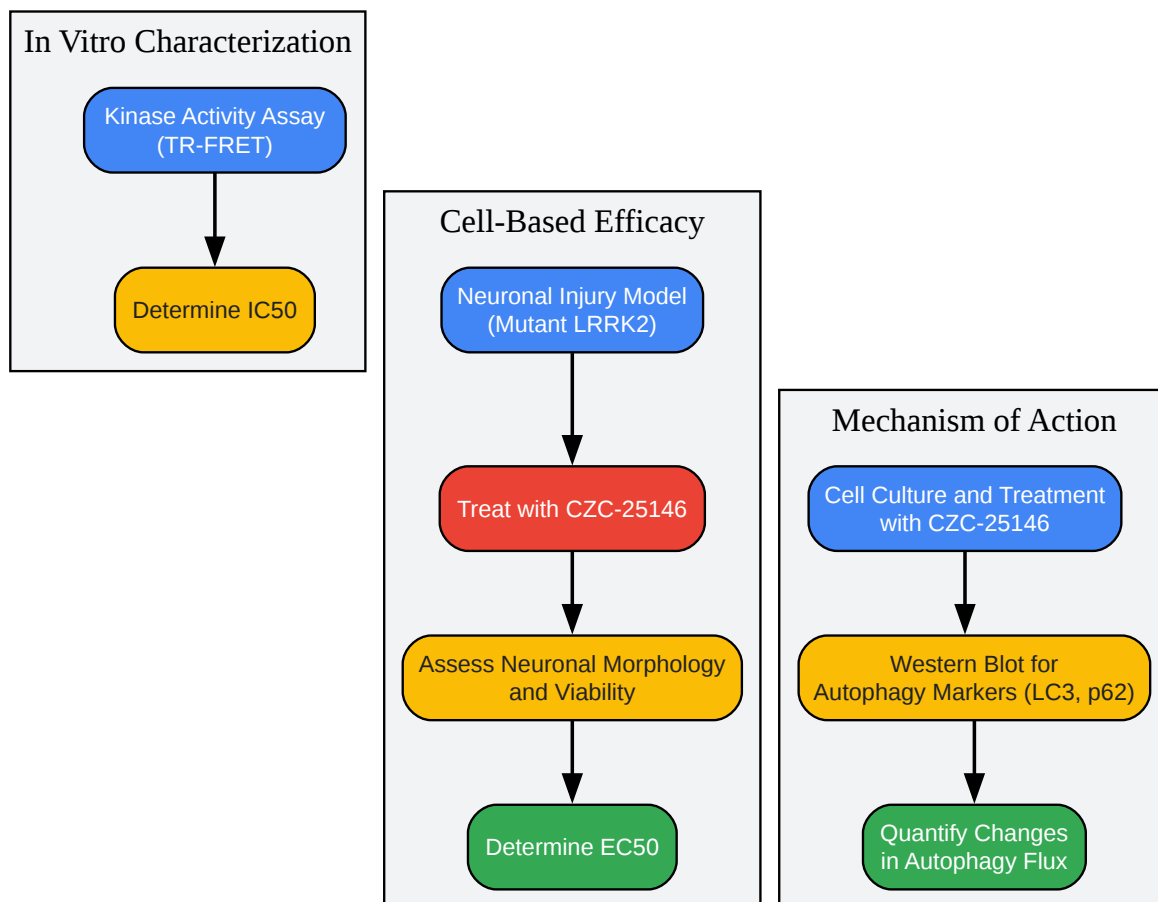 In Vitro Characterization
Kinase Activity Assay
(TR-FRET)
Determine IC50
Cell-Based Efficacy
Neuronal Injury Model
(Mutant LRRK2)
Treat with CZC-25146
Assess Neuronal Morphology
and Viability
Determine EC50
Mechanism of Action
Cell Culture and Treatment
with CZC-25146
Western Blot for
Autophagy Markers (LC3, p62)
Quantify Changes
in Autophagy Flux